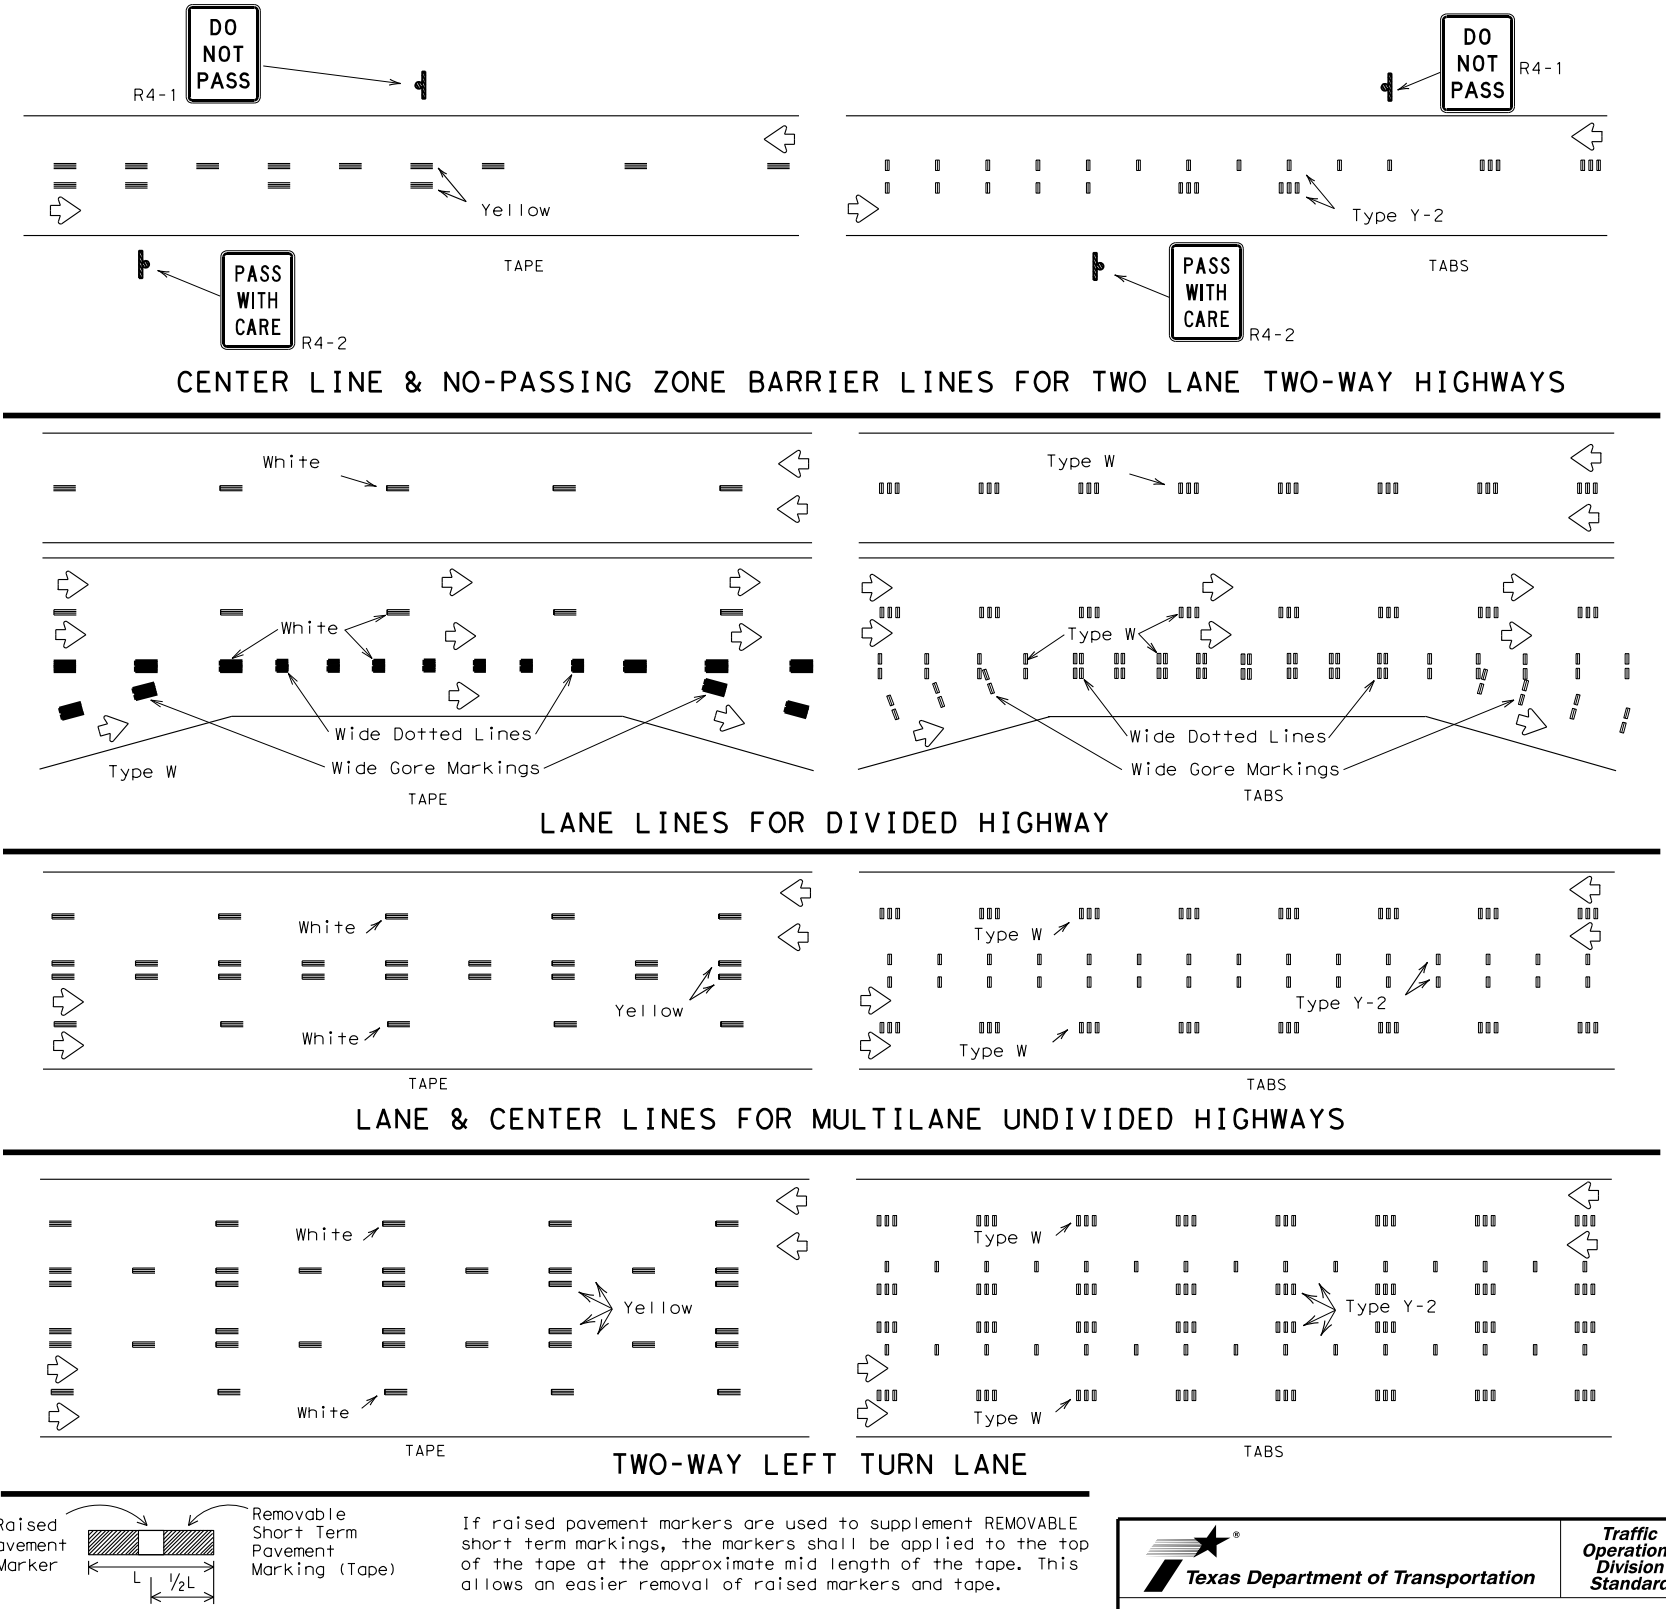 DO
NOT
PASS
R4-1
DO
NOT
PASS
R4-1
Yellow
Type Y-2
TAPE
TABS
PASS
WITH
CARE
R4-2
PASS
WITH
CARE
R4-2
CENTER LINE & NO-PASSING ZONE BARRIER LINES FOR TWO LANE TWO-WAY HIGHWAYS
White
Type W
White
Type W
Wide Dotted Lines
Wide Dotted Lines
Type W
Wide Gore Markings
Wide Gore Markings
TAPE
TABS
LANE LINES FOR DIVIDED HIGHWAY
White
Type W
Yellow
Type Y-2
White
Type W
TAPE
TABS
LANE & CENTER LINES FOR MULTILANE UNDIVIDED HIGHWAYS
White
Type W
Yellow
Type Y-2
White
Type W
TAPE
TABS
TWO-WAY LEFT TURN LANE
Raised
Pavement
Marker
L
½L
Removable
Short Term
Pavement
Marking (Tape)
If raised pavement markers are used to supplement REMOVABLE
short term markings, the markers shall be applied to the top
of the tape at the approximate mid length of the tape. This
allows an easier removal of raised markers and tape.
®
Texas Department of Transportation
Traffic
Operation
Division
Standard